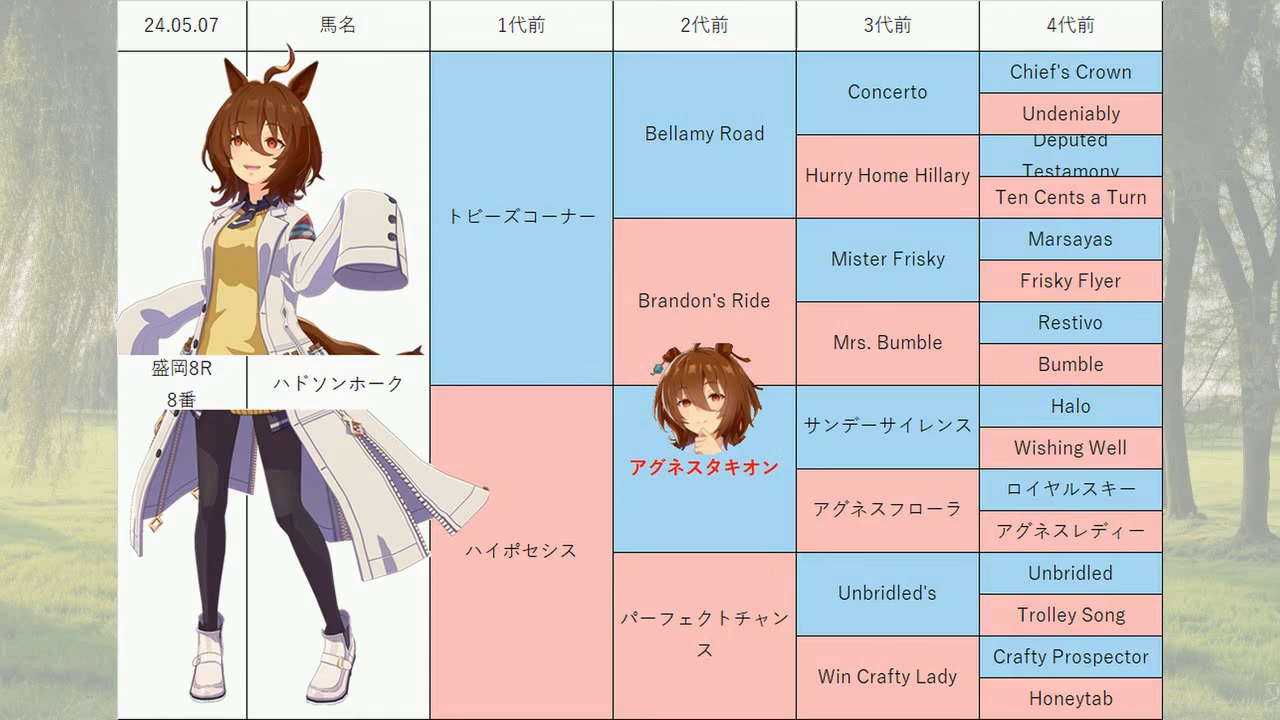 24.05.07 馬名 1代前 2代前 3代前 4代前
盛岡8R
8番
ハドソンホーク
トビーズコーナー
ハイポセシス
Bellamy Road
Brandon's Ride
アグネスタキオン
パーフェクトチャン
ス
Concerto
Hurry Home Hillary
Mister Frisky
Mrs. Bumble
サンデーサイレンス
アグネスフローラ
Unbridled's
Win Crafty Lady
Chief's Crown
Undeniably
Deputed
Testamony
Ten Cents a Turn
Marsayas
Frisky Flyer
Restivo
Bumble
Halo
Wishing Well
ロイヤルスキー
アグネスレディー
Unbridled
Trolley Song
Crafty Prospector
Honeytab